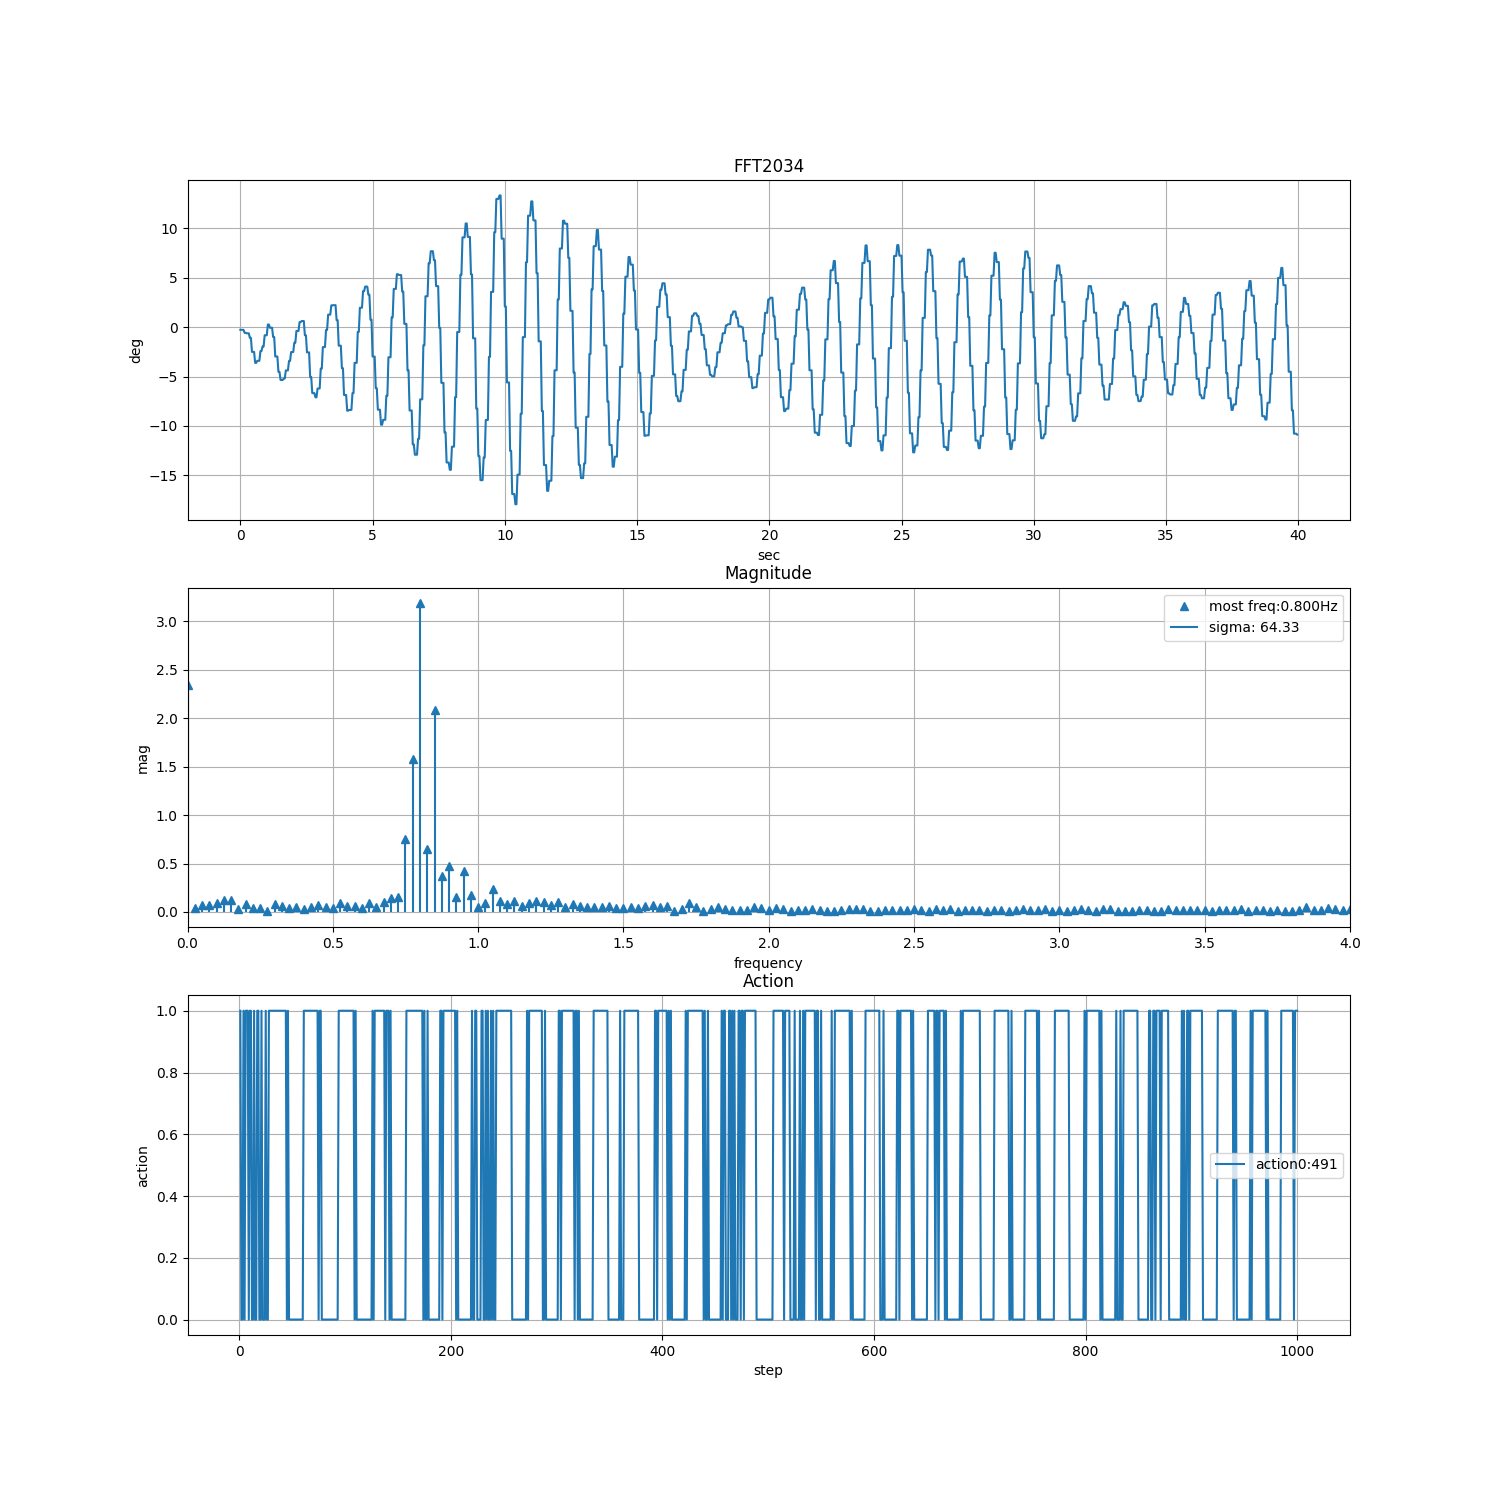 FFT2034
10
5
0
−5
−10
−15
deg
0 5 10 15 20 25 30 35 40
sec
Magnitude
most freq:0.800Hz
sigma: 64.33
3.0
2.5
2.0
1.5
1.0
0.5
0.0
mag
0.0 0.5 1.0 1.5 2.0 2.5 3.0 3.5 4.0
frequency
Action
1.0
0.8
0.6
0.4
0.2
0.0
action
action0:491
0 200 400 600 800 1000
step